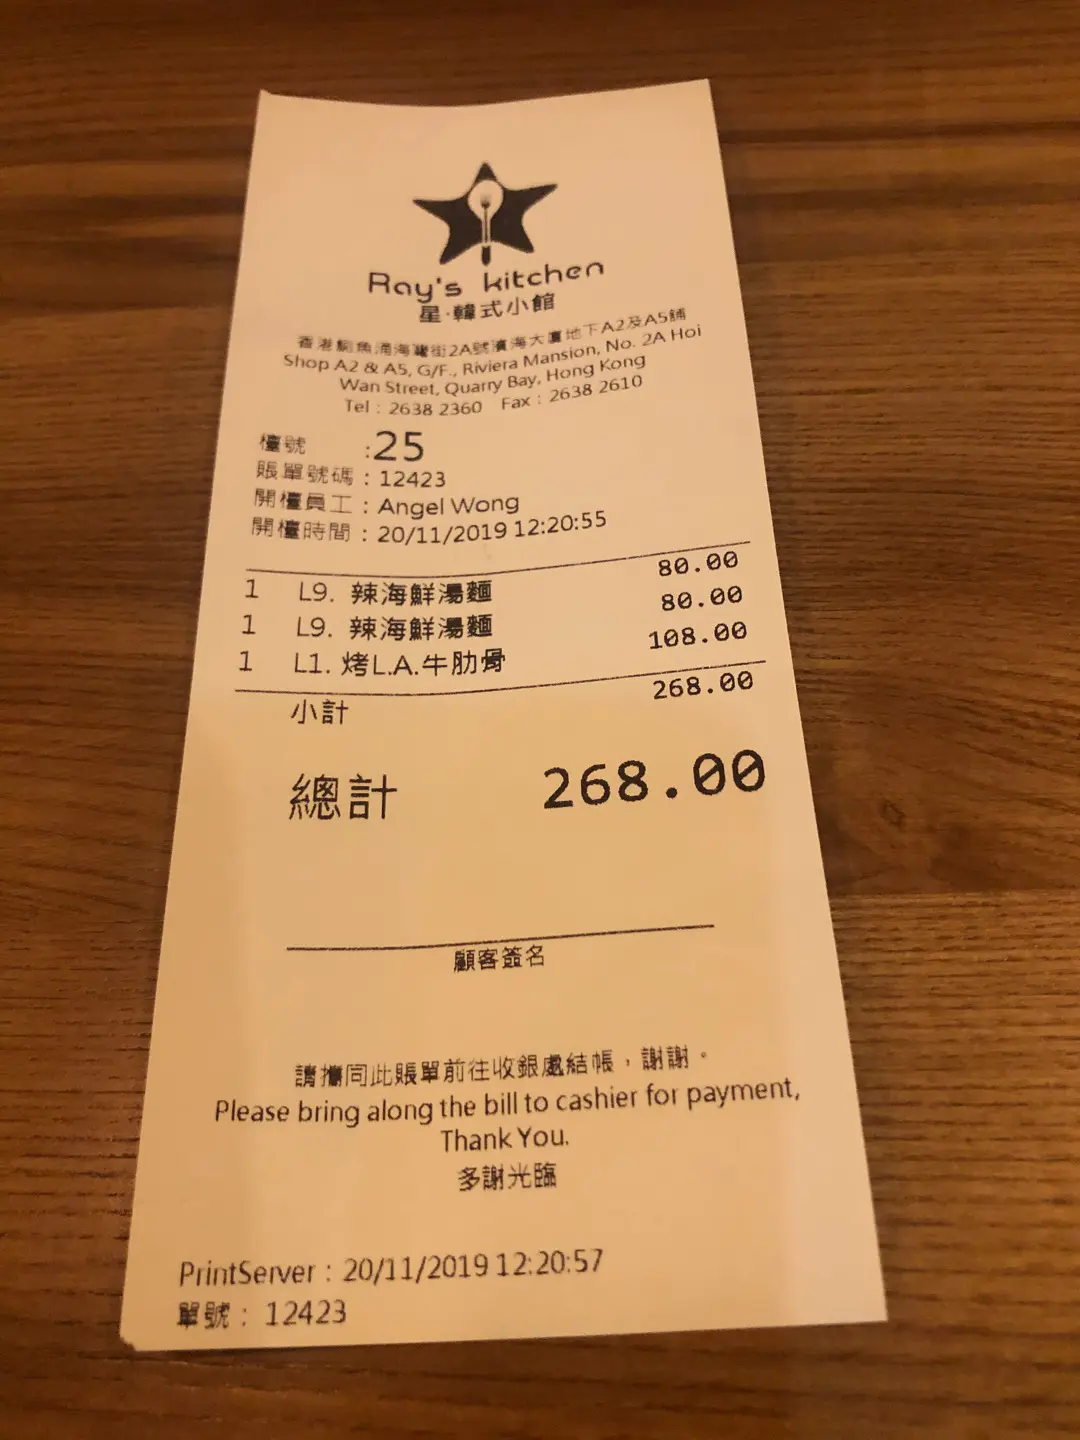 Ray's kitchen
星·韓式小館
香港鰂魚涌海灣街2A號濱海大廈地下A2及A5舖
Shop A2 & A5, G/F., Riviera Mansion, No. 2A Hoi
Wan Street, Quarry Bay, Hong Kong
Tel : 2638 2360 Fax : 2638 2610
檯號 :25
賬單號碼 : 12423
開檯員工 : Angel Wong
開檯時間 : 20/11/2019 12:20:55
1 L9. 辣海鮮湯麵 80.00
1 L9. 辣海鮮湯麵 80.00
1 L1. 烤L.A.牛肋骨 108.00
小計 268.00
總計 268.00
顧客簽名
請攜同此賬單前往收銀處結帳，謝謝。
Please bring along the bill to cashier for payment,
Thank You.
多謝光臨
PrintServer : 20/11/2019 12:20:57
單號 : 12423